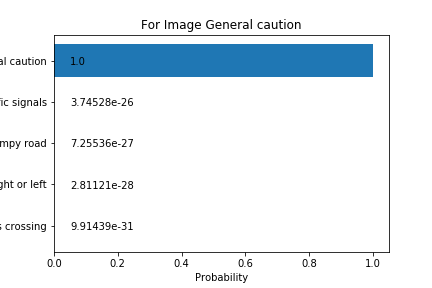 For Image General caution
al caution
1.0
fic signals
3.74528e-26
mpy road
7.25536e-27
ght or left
2.81121e-28
s crossing
9.91439e-31
0.0 0.2 0.4 0.6 0.8 1.0
Probability